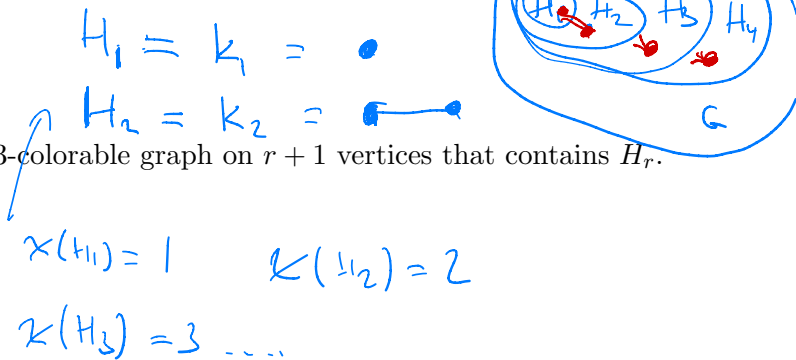 H₁ H₂ H₃ H₄
H₁ = K₁ = •
H₂ = K₂ =
G
3-colorable graph on r + 1 vertices that contains Hᵣ.
χ(H₁) = 1 χ(H₂) = 2
χ(H₃) = 3 .....